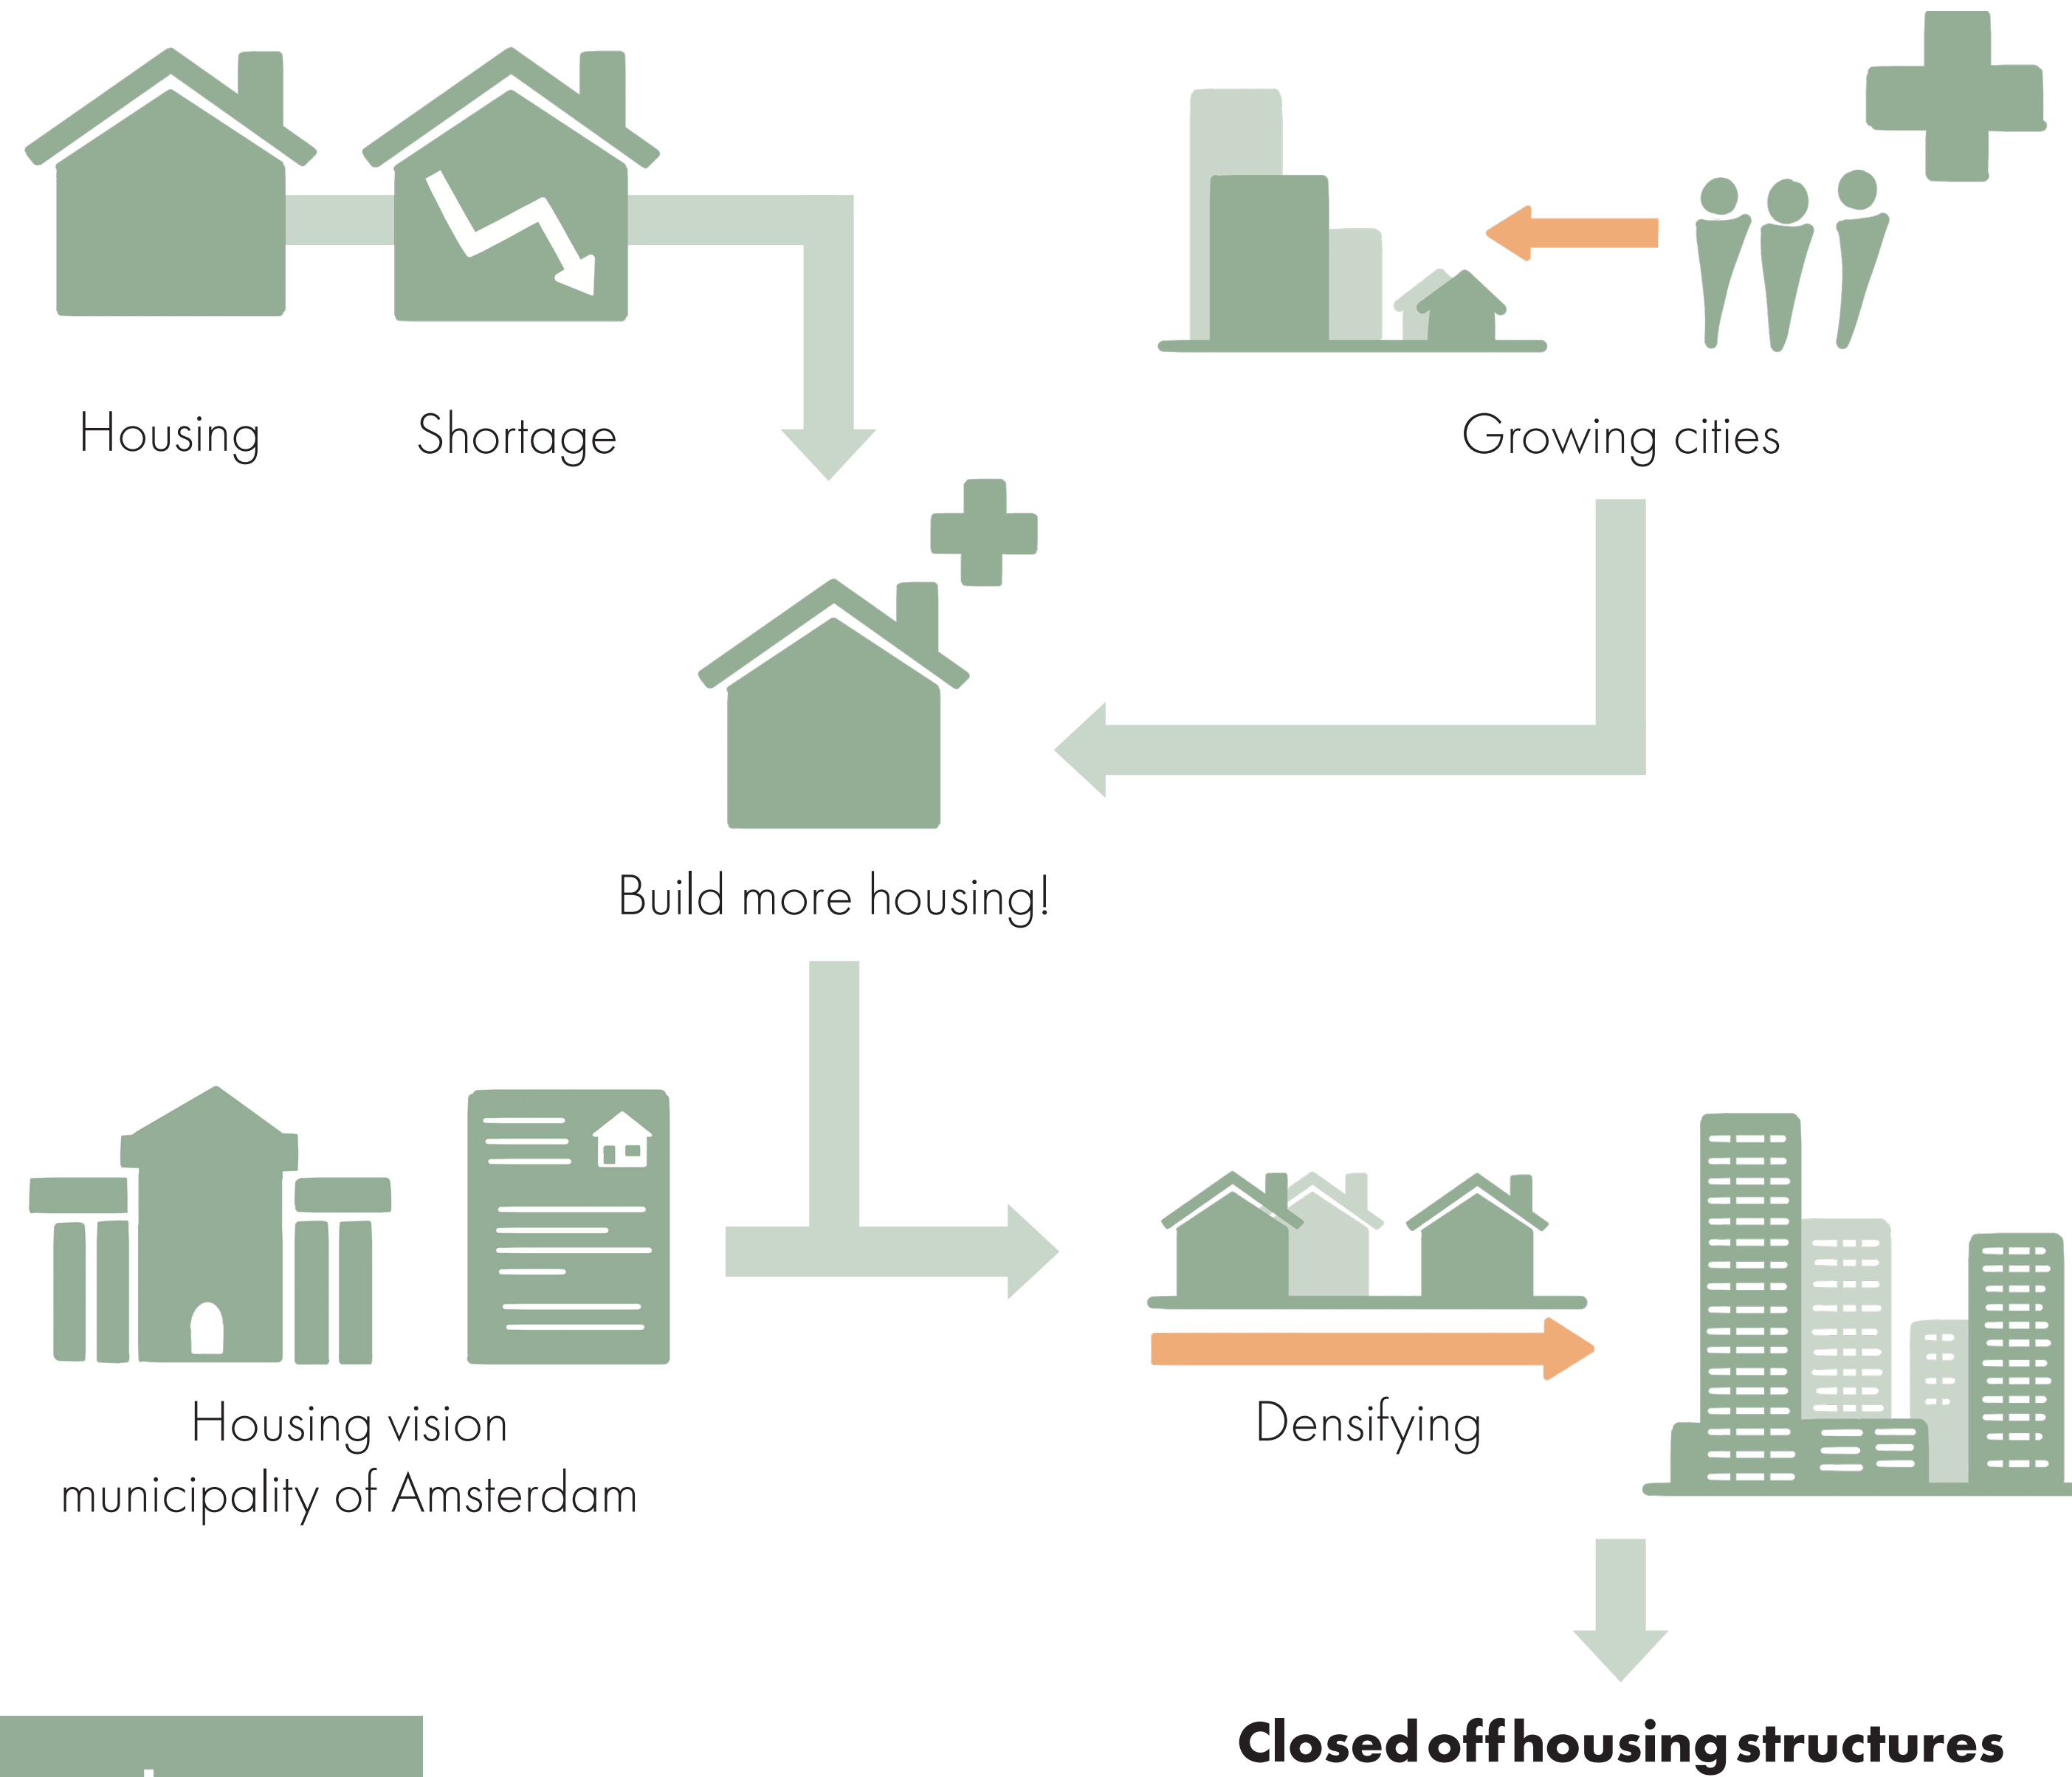 Housing
Shortage
Growing cities
Build more housing!
Housing vision
municipality of Amsterdam
Densifying
Closed off housing structures